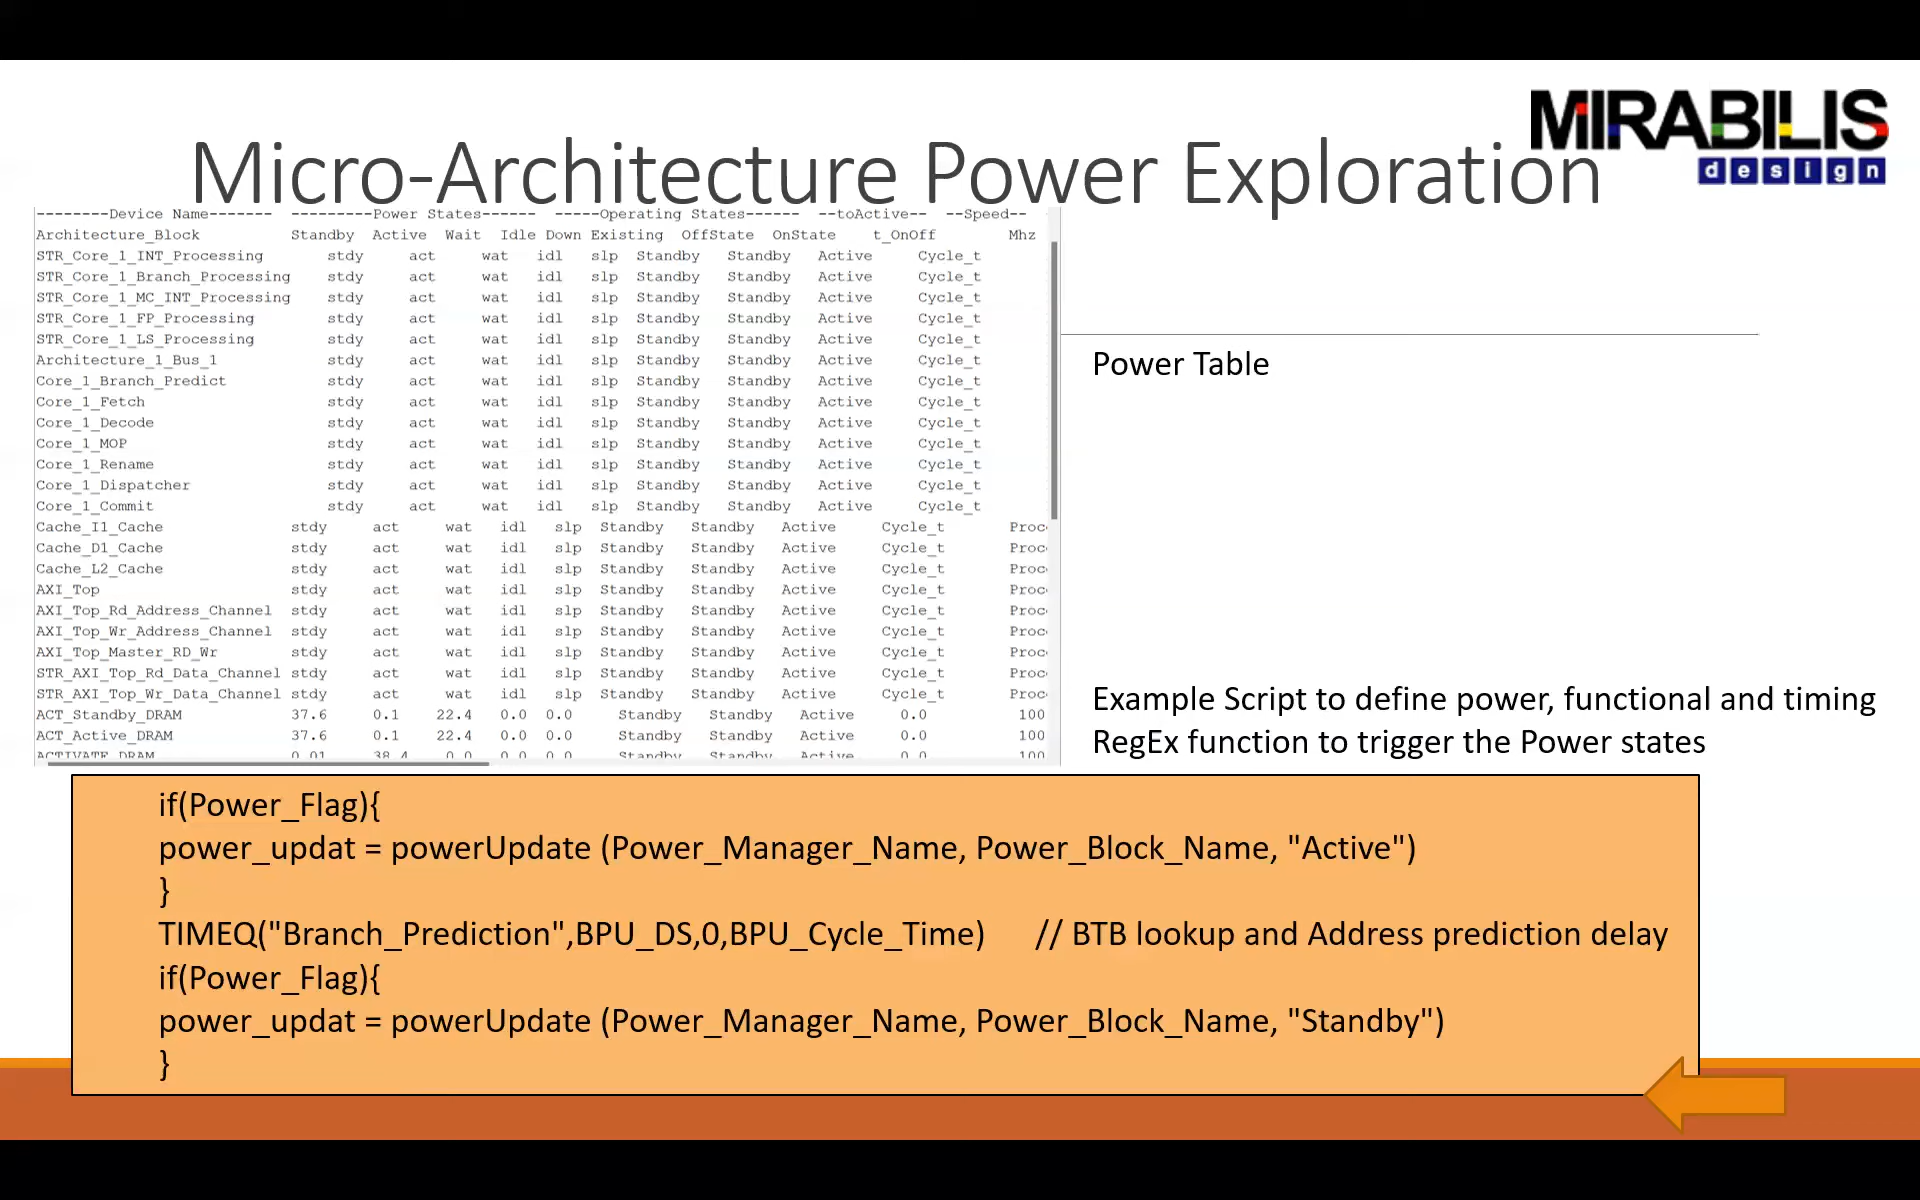 MIRABILIS
design
Micro-Architecture Power Exploration
--------Device Name------- ---------Power States------ -----Operating States------ --toActive-- --Speed--
Architecture_Block Standby Active Wait Idle Down Existing OffState OnState t_OnOff Mhz
STR_Core_1_INT_Processing stdy act wat idl slp Standby Standby Active Cycle_t
STR_Core_1_Branch_Processing stdy act wat idl slp Standby Standby Active Cycle_t
STR_Core_1_MC_INT_Processing stdy act wat idl slp Standby Standby Active Cycle_t
STR_Core_1_FP_Processing stdy act wat idl slp Standby Standby Active Cycle_t
STR_Core_1_LS_Processing stdy act wat idl slp Standby Standby Active Cycle_t
Architecture_1_Bus_1 stdy act wat idl slp Standby Standby Active Cycle_t
Core_1_Branch_Predict stdy act wat idl slp Standby Standby Active Cycle_t
Core_1_Fetch stdy act wat idl slp Standby Standby Active Cycle_t
Core_1_Decode stdy act wat idl slp Standby Standby Active Cycle_t
Core_1_MOP stdy act wat idl slp Standby Standby Active Cycle_t
Core_1_Rename stdy act wat idl slp Standby Standby Active Cycle_t
Core_1_Dispatcher stdy act wat idl slp Standby Standby Active Cycle_t
Core_1_Commit stdy act wat idl slp Standby Standby Active Cycle_t
Cache_I1_Cache stdy act wat idl slp Standby Standby Active Cycle_t Proc
Cache_D1_Cache stdy act wat idl slp Standby Standby Active Cycle_t Proc
Cache_L2_Cache stdy act wat idl slp Standby Standby Active Cycle_t Proc
AXI_Top stdy act wat idl slp Standby Standby Active Cycle_t Proc
AXI_Top_Rd_Address_Channel stdy act wat idl slp Standby Standby Active Cycle_t Proc
AXI_Top_Wr_Address_Channel stdy act wat idl slp Standby Standby Active Cycle_t Proc
AXI_Top_Master_RD_Wr stdy act wat idl slp Standby Standby Active Cycle_t Proc
STR_AXI_Top_Rd_Data_Channel stdy act wat idl slp Standby Standby Active Cycle_t Proc
STR_AXI_Top_Wr_Data_Channel stdy act wat idl slp Standby Standby Active Cycle_t Proc
ACT_Standby_DRAM 37.6 0.1 22.4 0.0 0.0 Standby Standby Active 0.0 100
ACT_Active_DRAM 37.6 0.1 22.4 0.0 0.0 Standby Standby Active 0.0 100
ACTIVATE_DRAM 0.01 38.4 0.0 0.0 0.0 Standby Standby Active 0.0 100
Power Table
Example Script to define power, functional and timing
RegEx function to trigger the Power states
if(Power_Flag){
power_updat = powerUpdate (Power_Manager_Name, Power_Block_Name, "Active")
}
TIMEQ("Branch_Prediction",BPU_DS,0,BPU_Cycle_Time) // BTB lookup and Address prediction delay
if(Power_Flag){
power_updat = powerUpdate (Power_Manager_Name, Power_Block_Name, "Standby")
}